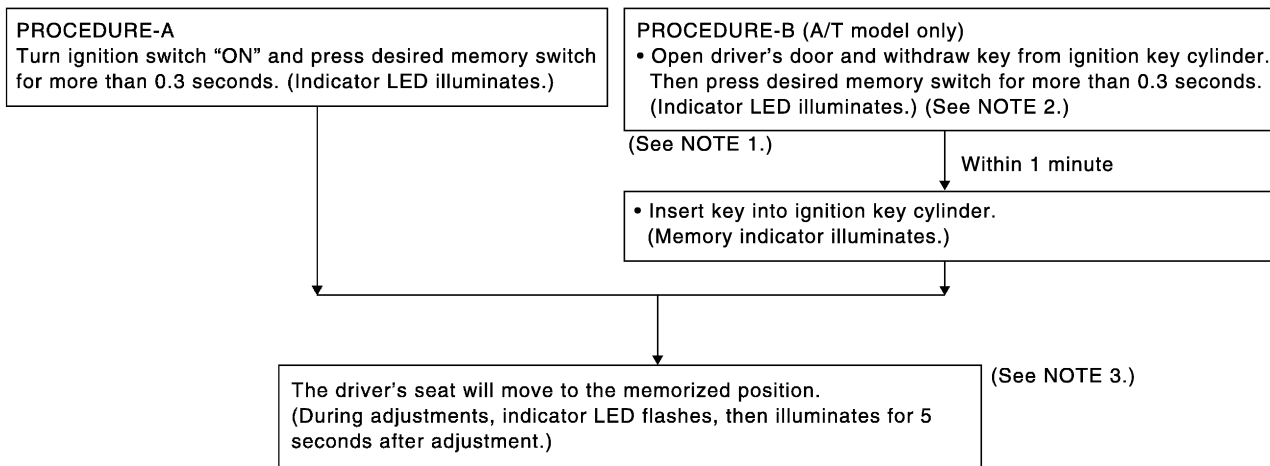 PROCEDURE-A
Turn ignition switch “ON” and press desired memory switch
for more than 0.3 seconds. (Indicator LED illuminates.)
PROCEDURE-B (A/T model only)
• Open driver’s door and withdraw key from ignition key cylinder.
Then press desired memory switch for more than 0.3 seconds.
(Indicator LED illuminates.) (See NOTE 2.)
(See NOTE 1.)
Within 1 minute
• Insert key into ignition key cylinder.
(Memory indicator illuminates.)
The driver’s seat will move to the memorized position.
(During adjustments, indicator LED flashes, then illuminates for 5
seconds after adjustment.)
(See NOTE 3.)